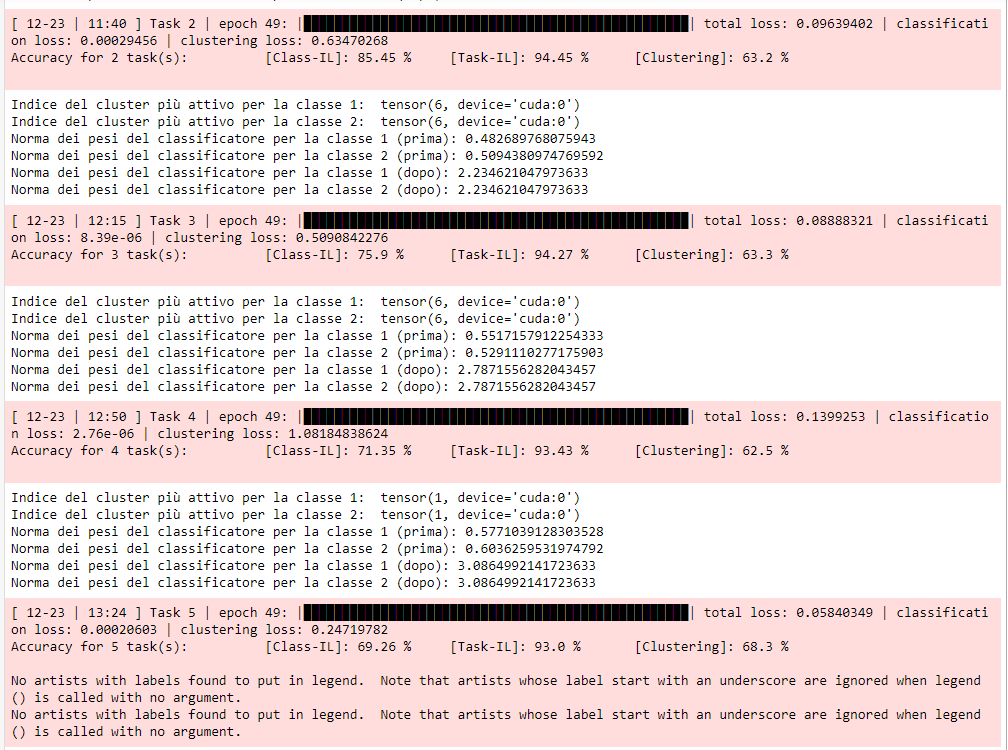 [ 12-23 | 11:40 ] Task 2 | epoch 49: | | total loss: 0.09639402 | classificati
on loss: 0.00029456 | clustering loss: 0.63470268
Accuracy for 2 task(s): [Class-IL]: 85.45 % [Task-IL]: 94.45 % [Clustering]: 63.2 %
Indice del cluster più attivo per la classe 1: tensor(6, device='cuda:0')
Indice del cluster più attivo per la classe 2: tensor(6, device='cuda:0')
Norma dei pesi del classificatore per la classe 1 (prima): 0.482689768075943
Norma dei pesi del classificatore per la classe 2 (prima): 0.5094380974769592
Norma dei pesi del classificatore per la classe 1 (dopo): 2.234621047973633
Norma dei pesi del classificatore per la classe 2 (dopo): 2.234621047973633
[ 12-23 | 12:15 ] Task 3 | epoch 49: | | total loss: 0.08888321 | classificati
on loss: 8.39e-06 | clustering loss: 0.5090842276
Accuracy for 3 task(s): [Class-IL]: 75.9 % [Task-IL]: 94.27 % [Clustering]: 63.3 %
Indice del cluster più attivo per la classe 1: tensor(6, device='cuda:0')
Indice del cluster più attivo per la classe 2: tensor(6, device='cuda:0')
Norma dei pesi del classificatore per la classe 1 (prima): 0.5517157912254333
Norma dei pesi del classificatore per la classe 2 (prima): 0.5291110277175903
Norma dei pesi del classificatore per la classe 1 (dopo): 2.7871556282043457
Norma dei pesi del classificatore per la classe 2 (dopo): 2.7871556282043457
[ 12-23 | 12:50 ] Task 4 | epoch 49: | | total loss: 0.1399253 | classificatio
n loss: 2.76e-06 | clustering loss: 1.08184838624
Accuracy for 4 task(s): [Class-IL]: 71.35 % [Task-IL]: 93.43 % [Clustering]: 62.5 %
Indice del cluster più attivo per la classe 1: tensor(1, device='cuda:0')
Indice del cluster più attivo per la classe 2: tensor(1, device='cuda:0')
Norma dei pesi del classificatore per la classe 1 (prima): 0.5771039128303528
Norma dei pesi del classificatore per la classe 2 (prima): 0.6036259531974792
Norma dei pesi del classificatore per la classe 1 (dopo): 3.0864992141723633
Norma dei pesi del classificatore per la classe 2 (dopo): 3.0864992141723633
[ 12-23 | 13:24 ] Task 5 | epoch 49: | | total loss: 0.05840349 | classificati
on loss: 0.00020603 | clustering loss: 0.24719782
Accuracy for 5 task(s): [Class-IL]: 69.26 % [Task-IL]: 93.0 % [Clustering]: 68.3 %
No artists with labels found to put in legend.  Note that artists whose label start with an underscore are ignored when legend
() is called with no argument.
No artists with labels found to put in legend.  Note that artists whose label start with an underscore are ignored when legend
() is called with no argument.